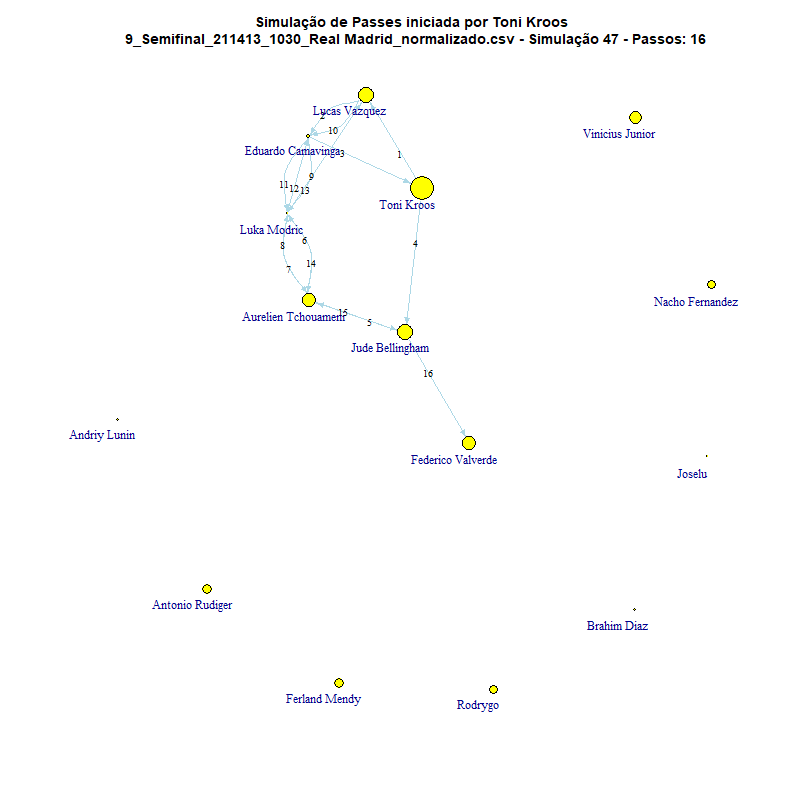 Simulação de Passes iniciada por Toni Kroos
9_Semifinal_211413_1030_Real Madrid_normalizado.csv - Simulação 47 - Passos: 16
Lucas Vazquez
2
Vinicius Junior
10
Eduardo Camavinga
3
1
9
11
12
13
Toni Kroos
Luka Modric
6
8
4
14
7
Nacho Fernandez
Aurelien Tchouameni
15
5
Jude Bellingham
16
Andriy Lunin
Federico Valverde
Joselu
Antonio Rudiger
Brahim Diaz
Ferland Mendy
Rodrygo